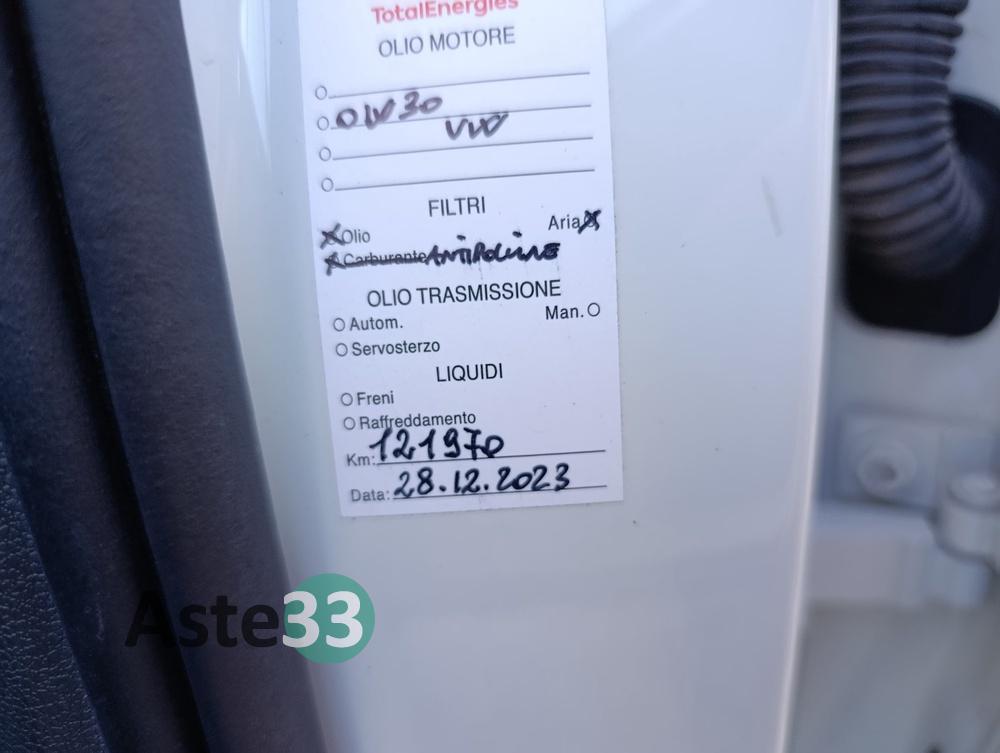 TotalEnergies
OLIO MOTORE
0W30
VW
FILTRI
Olio Aria
Carburante ANTIPOLLINE
OLIO TRASMISSIONE
Autom. Man.
Servosterzo
LIQUIDI
Freni
Raffreddamento
Km: 121970
Data: 28.12.2023
Aste33